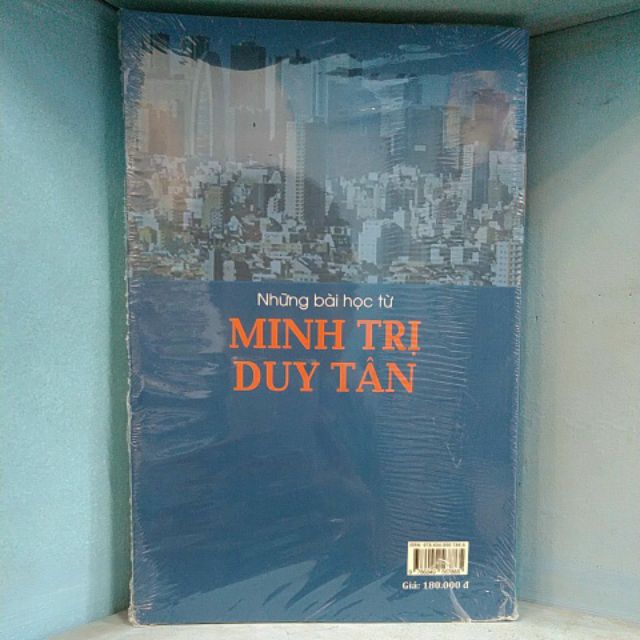 Những bài học từ
MINH TRỊ
DUY TÂN
Giá: 180.000 đ